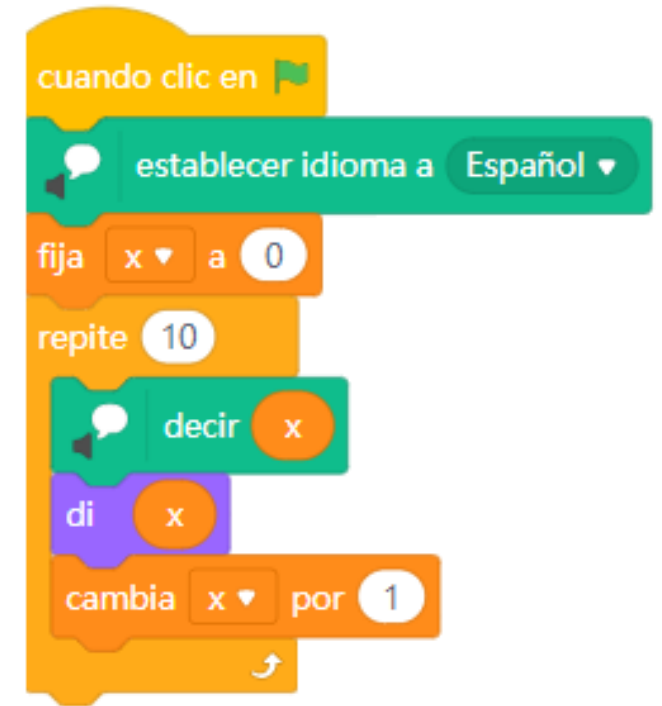 cuando clic en
establecer idioma a Español
fija x a 0
repite 10
decir x
di x
cambia x por 1